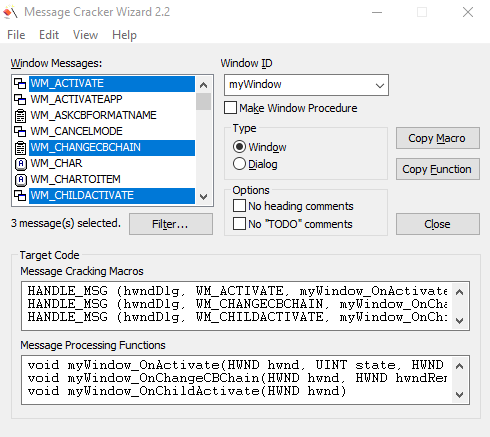 Message Cracker Wizard 2.2
File Edit View Help
Window Messages:
WM_ACTIVATE
WM_ACTIVATEAPP
WM_ASKCBFORMATNAME
WM_CANCELMODE
WM_CHANGECBCHAIN
WM_CHAR
WM_CHARTOITEM
WM_CHILDACTIVATE
3 message(s) selected.
Filter...
Window ID
myWindow
Make Window Procedure
Type
Window
Dialog
Options
No heading comments
No "TODO" comments
Copy Macro
Copy Function
Close
Target Code
Message Cracking Macros
HANDLE_MSG (hwndDlg, WM_ACTIVATE, myWindow_OnActivate
HANDLE_MSG (hwndDlg, WM_CHANGECBCHAIN, myWindow_OnCha
HANDLE_MSG (hwndDlg, WM_CHILDACTIVATE, myWindow_OnChi
Message Processing Functions
void myWindow_OnActivate(HWND hwnd, UINT state, HWND
void myWindow_OnChangeCBChain(HWND hwnd, HWND hwndRem
void myWindow_OnChildActivate(HWND hwnd)